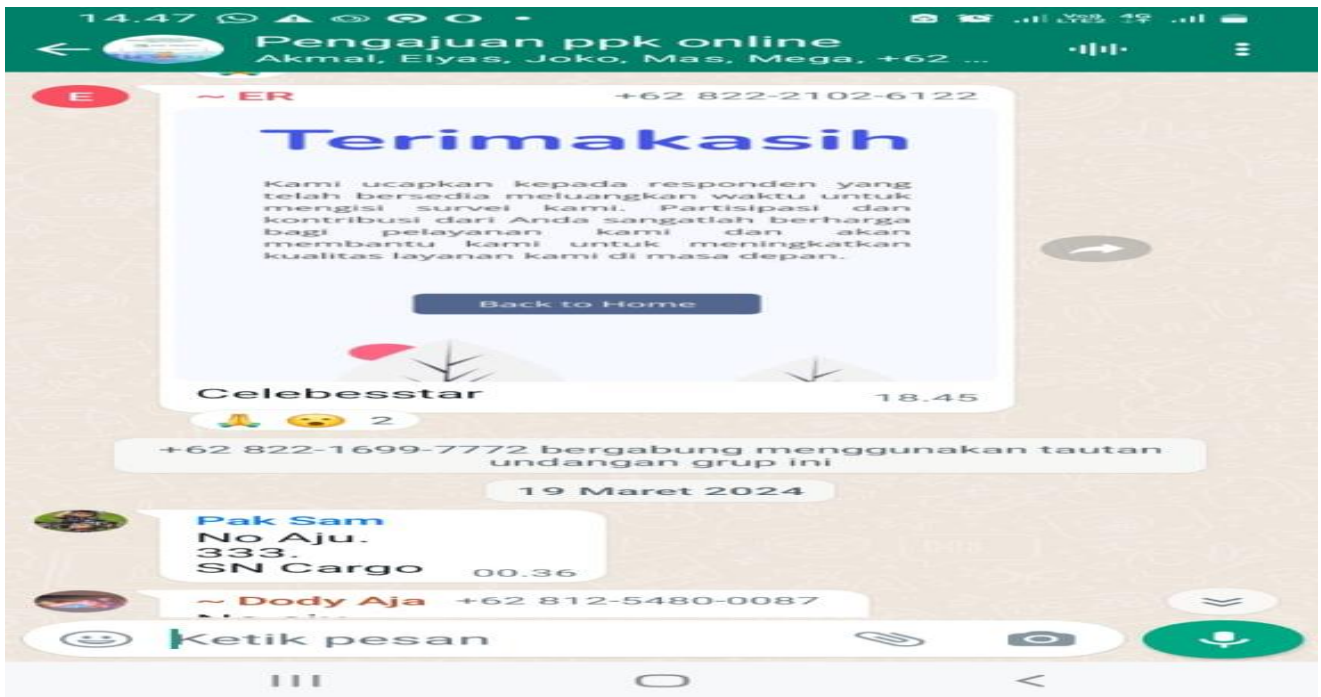 14.47
Pengajuan ppk online
Akmal, Elyas, Joko, Mas, Mega, +62 ...
E
~ ER +62 822-2102-6122
Terimakasih
Kami ucapkan kepada responden yang
telah bersedia meluangkan waktu untuk
mengisi survei kami. Partisipasi dan
kontribusi dari Anda sangatlah berharga
bagi pelayanan kami dan akan
membantu kami untuk meningkatkan
kualitas layanan kami di masa depan.
Back to Home
Celebesstar 18.45
2
+62 822-1699-7772 bergabung menggunakan tautan
undangan grup ini
19 Maret 2024
Pak Sam
No Aju.
333.
SN Cargo 00.36
~ Dody Aja +62 812-5480-0087
Ketik pesan